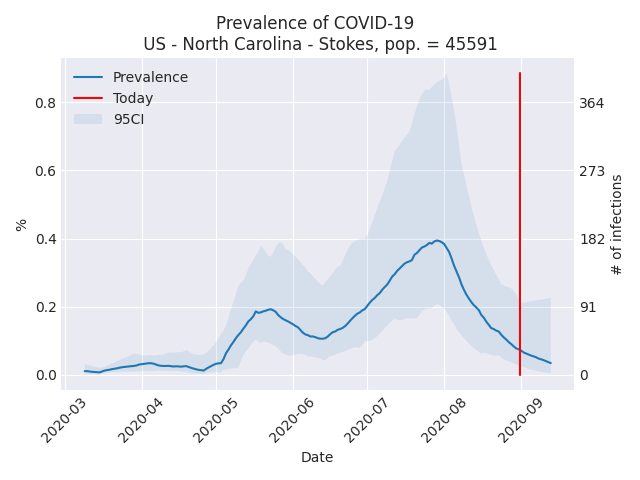 Prevalence of COVID-19
US - North Carolina - Stokes, pop. = 45591
Prevalence
Today
95CI
0.8
0.6
0.4
0.2
0.0
%
364
273
182
91
0
# of infections
2020-03
2020-04
2020-05
2020-06
2020-07
2020-08
2020-09
Date